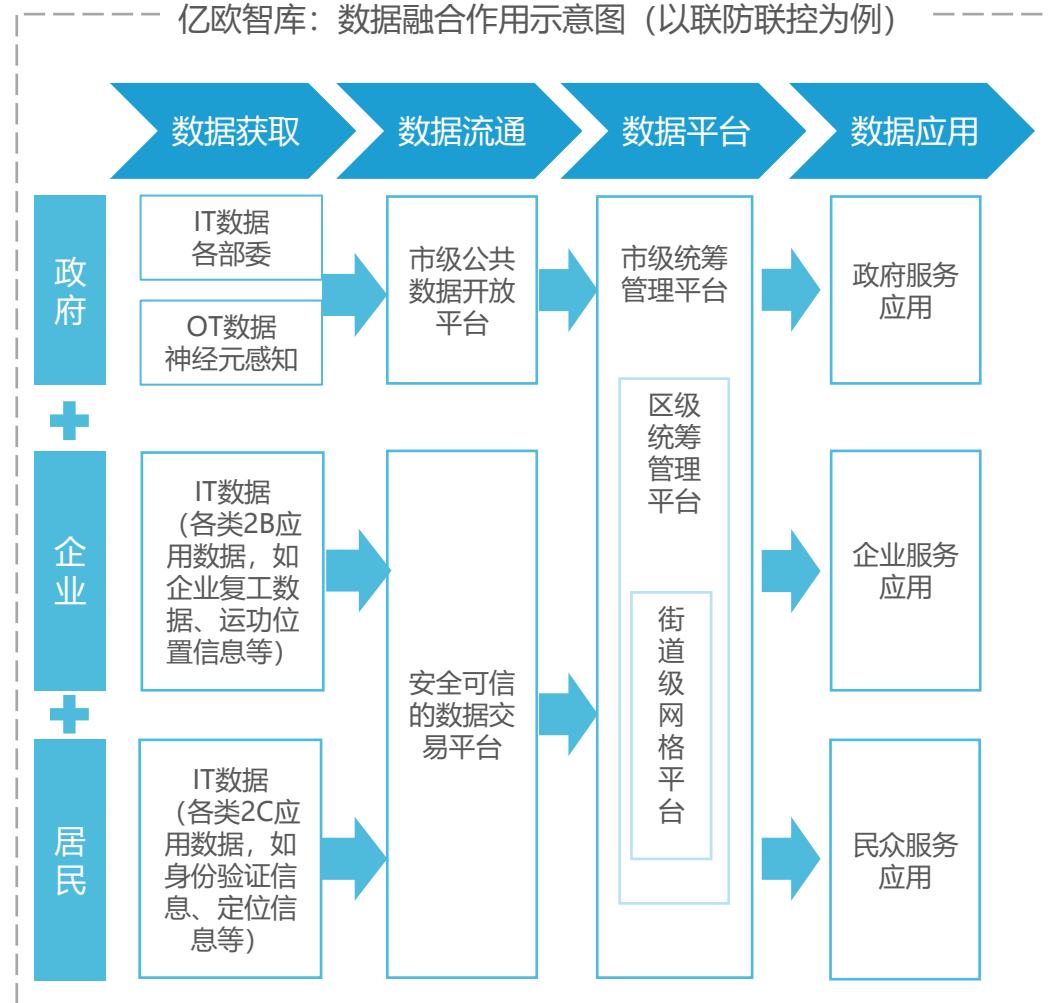 亿欧智库：数据融合作用示意图（以联防联控为例）
数据获取
数据流通
数据平台
数据应用
政
府
IT数据
各部委
OT数据
神经元感知
市级公共
数据开放
平台
市级统筹
管理平台
政府服务
应用
区级
统筹
管理
平台
企
业
IT数据
（各类2B应
用数据，如
企业复工数
据、运功位
置信息等）
安全可信
的数据交
易平台
街
道
级
网
格
平
台
企业服务
应用
居
民
IT数据
（各类2C应
用数据，如
身份验证信
息、定位信
息等）
民众服务
应用